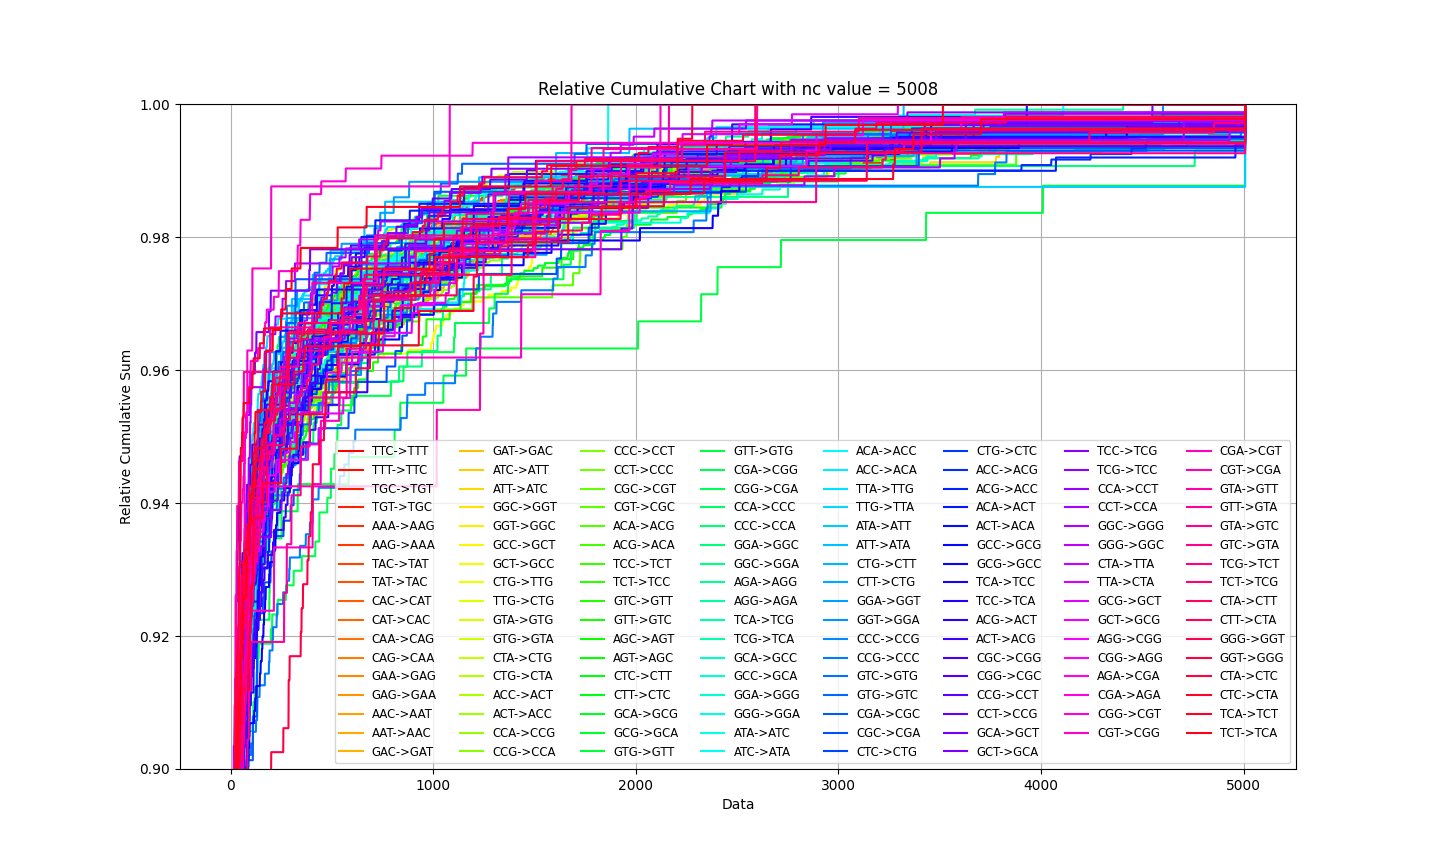 Relative Cumulative Chart with nc value = 5008
1.00
0.98
0.96
0.94
0.92
0.90
Relative Cumulative Sum
TTC->TTT
TTT->TTC
TGC->TGT
TGT->TGC
AAA->AAG
AAG->AAA
TAC->TAT
TAT->TAC
CAC->CAT
CAT->CAC
CAA->CAG
CAG->CAA
GAA->GAG
GAG->GAA
AAC->AAT
AAT->AAC
GAC->GAT
GAT->GAC
ATC->ATT
ATT->ATC
GGC->GGT
GGT->GGC
GCC->GCT
GCT->GCC
CTG->TTG
TTG->CTG
GTA->GTG
GTG->GTA
CTA->CTG
CTG->CTA
ACC->ACT
ACT->ACC
CCA->CCG
CCG->CCA
CCC->CCT
CCT->CCC
CGC->CGT
CGT->CGC
ACA->ACG
ACG->ACA
TCC->TCT
TCT->TCC
GTC->GTT
GTT->GTC
AGC->AGT
AGT->AGC
CTC->CTT
CTT->CTC
GCA->GCG
GCG->GCA
GTG->GTT
GTT->GTG
CGA->CGG
CGG->CGA
CCA->CCC
CCC->CCA
GGA->GGC
GGC->GGA
AGA->AGG
AGG->AGA
TCA->TCG
TCG->TCA
GCA->GCC
GCC->GCA
GGA->GGG
GGG->GGA
ATA->ATC
ATC->ATA
ACA->ACC
ACC->ACA
TTA->TTG
TTG->TTA
ATA->ATT
ATT->ATA
CTG->CTT
CTT->CTG
GGA->GGT
GGT->GGA
CCC->CCG
CCG->CCC
GTC->GTG
GTG->GTC
CGA->CGC
CGC->CGA
CTC->CTG
CTG->CTC
ACC->ACG
ACG->ACC
ACA->ACT
ACT->ACA
GCC->GCG
GCG->GCC
TCA->TCC
TCC->TCA
ACG->ACT
ACT->ACG
CGC->CGG
CGG->CGC
CCG->CCT
CCT->CCG
GCA->GCT
GCT->GCA
TCC->TCG
TCG->TCC
CCA->CCT
CCT->CCA
GGC->GGG
GGG->GGC
CTA->TTA
TTA->CTA
GCG->GCT
GCT->GCG
AGG->CGG
CGG->AGG
AGA->CGA
CGA->AGA
CGG->CGT
CGT->CGG
CGA->CGT
CGT->CGA
GTA->GTT
GTT->GTA
GTA->GTC
GTC->GTA
TCG->TCT
TCT->TCG
CTA->CTT
CTT->CTA
GGG->GGT
GGT->GGG
CTA->CTC
CTC->CTA
TCA->TCT
TCT->TCA
0
1000
2000
3000
4000
5000
Data